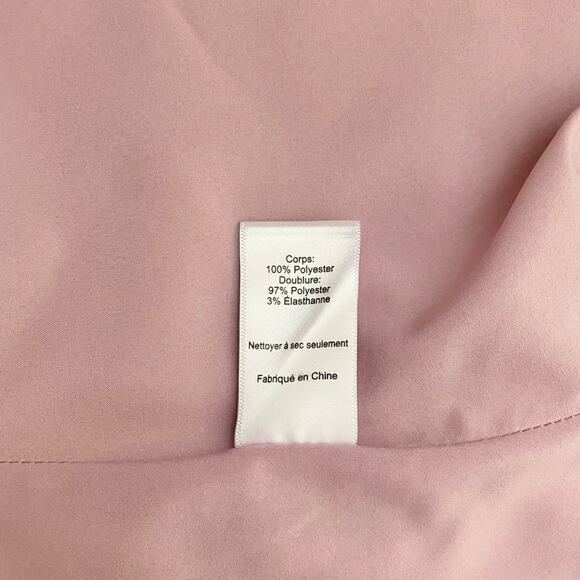 Corps:
100% Polyester
Doublure:
97% Polyester
3% Élasthanne
Nettoyer à sec seulement
Fabriqué en Chine